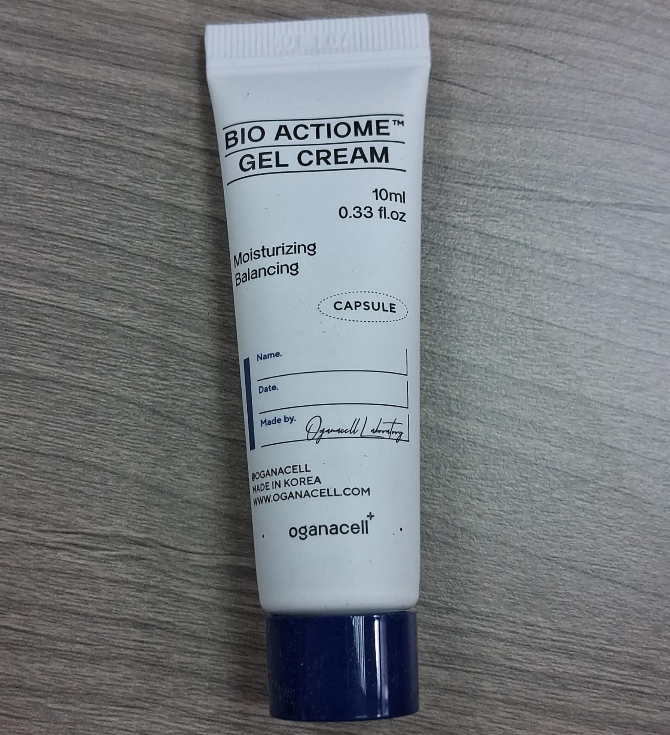 BIO ACTIOME™
GEL CREAM
10ml
0.33 fl.oz
Moisturizing
Balancing
CAPSULE
Name.
Date.
Made by. Oganacell Laboratory
@OGANACELL
MADE IN KOREA
WWW.OGANACELL.COM
oganacell+